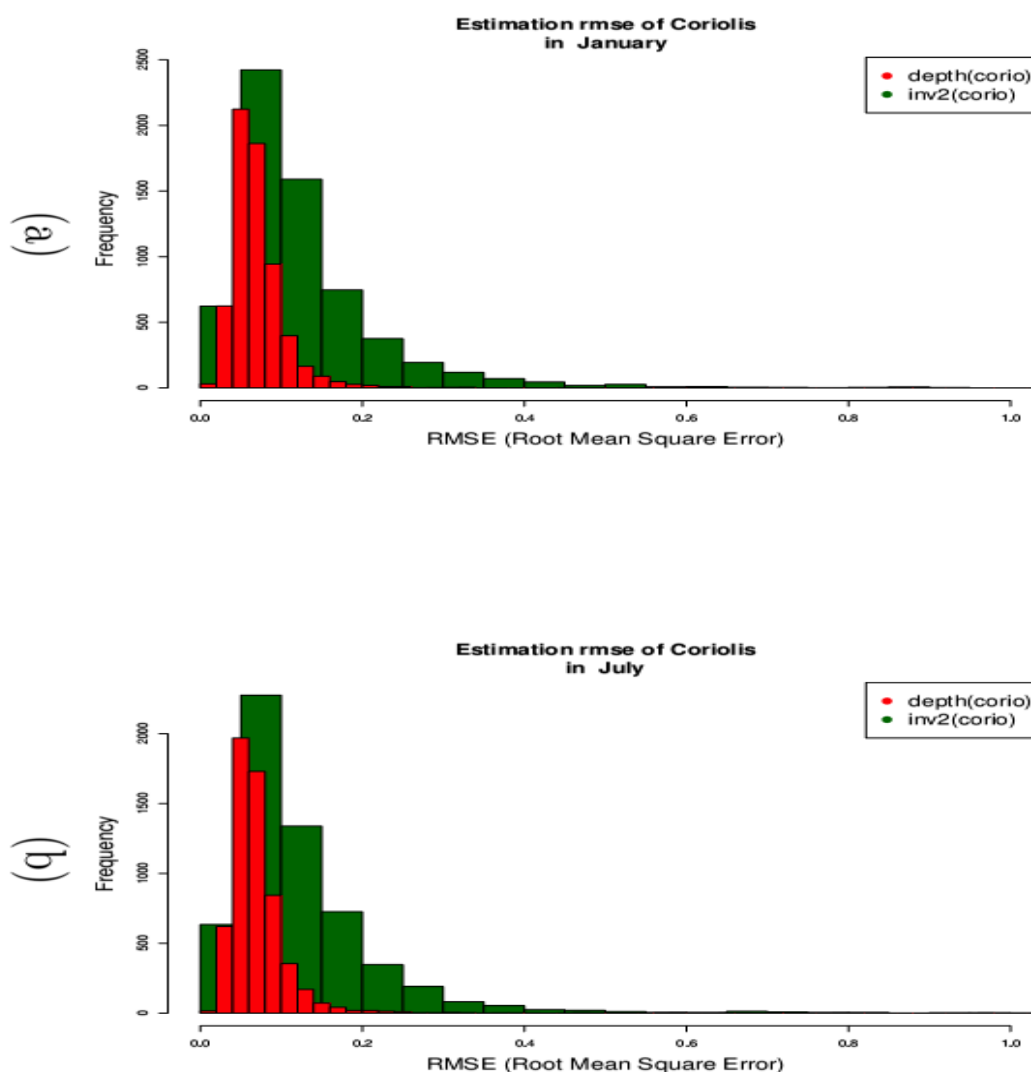 Estimation rmse of Coriolis
in January
depth(corio)
inv2(corio)
2500
2000
1500
1000
500
0
Frequency
(a)
0.0 0.2 0.4 0.6 0.8 1.0
RMSE (Root Mean Square Error)
Estimation rmse of Coriolis
in July
depth(corio)
inv2(corio)
2000
1500
1000
500
0
Frequency
(b)
0.0 0.2 0.4 0.6 0.8 1.0
RMSE (Root Mean Square Error)